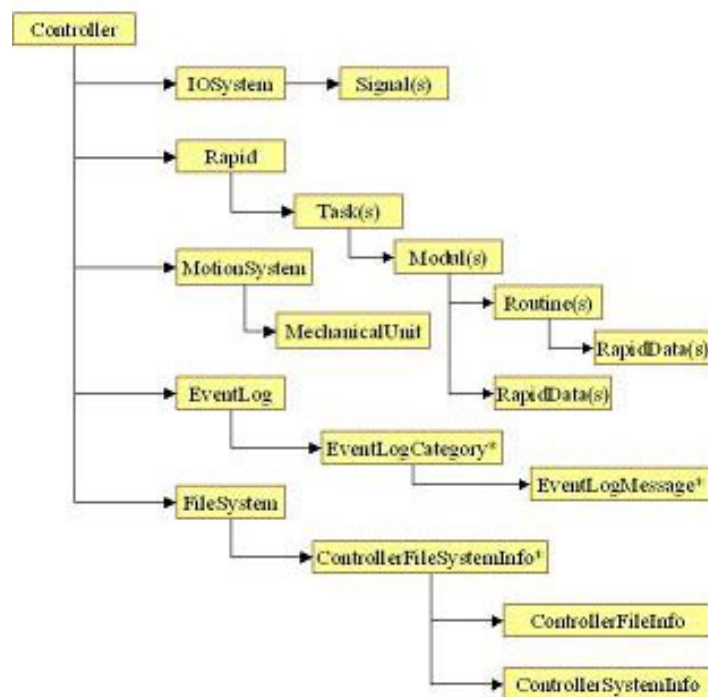 Controller
IOSystem
Signal(s)
Rapid
Task(s)
Modul(s)
MotionSystem
Routine(s)
MechanicalUnit
RapidData(s)
EventLog
RapidData(s)
EventLogCategory*
EventLogMessage*
FileSystem
ControllerFileSystemInfo*
ControllerFileInfo
ControllerSystemInfo